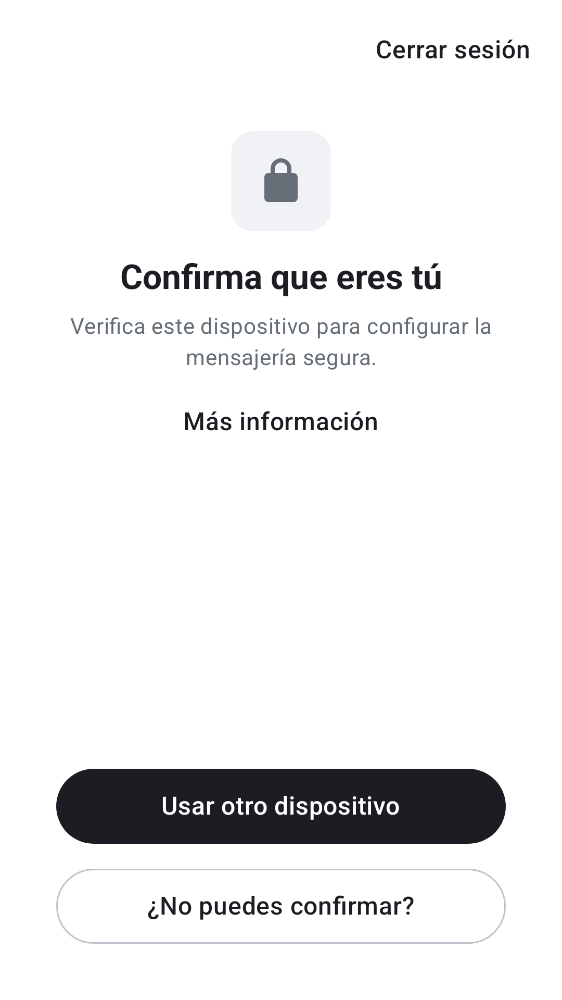 Cerrar sesión
Confirma que eres tú
Verifica este dispositivo para configurar la
mensajería segura.
Más información
Usar otro dispositivo
¿No puedes confirmar?